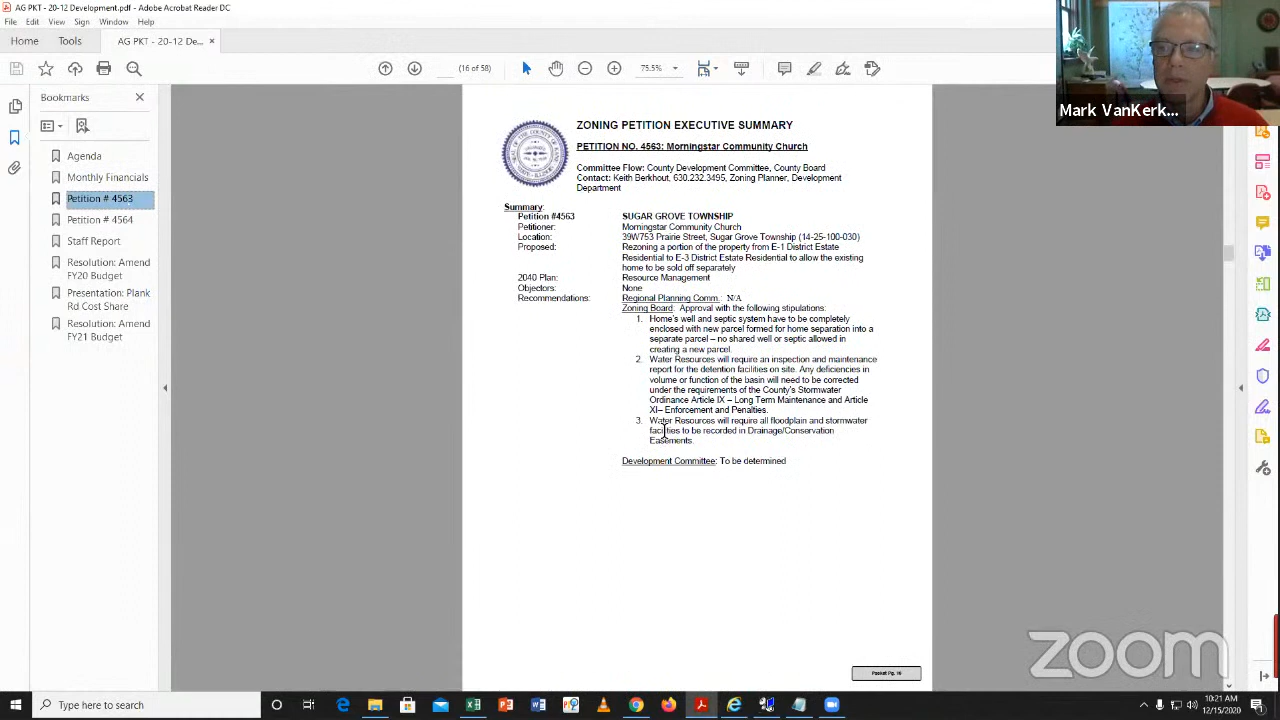 AG PKT - 20-12 Development.pdf - Adobe Acrobat Reader DC
File Edit View Sign Window Help
Home Tools AG PKT - 20-12 De... ×
(16 of 58) 75.5%
Mark VanKerk...
Bookmarks
Agenda
Monthly Financials
Petition # 4563
Petition # 4564
Staff Report
Resolution: Amend
FY20 Budget
Presentation: Plank
Rd Cost Share
Resolution: Amend
FY21 Budget
ZONING PETITION EXECUTIVE SUMMARY
PETITION NO. 4563: Morningstar Community Church
Committee Flow: County Development Committee, County Board
Contact: Keith Berkhout, 630.232.3495, Zoning Planner, Development
Department
Summary:
Petition #4563 SUGAR GROVE TOWNSHIP
Petitioner: Morningstar Community Church
Location: 39W753 Prairie Street, Sugar Grove Township (14-25-100-030)
Proposed: Rezoning a portion of the property from E-1 District Estate
Residential to E-3 District Estate Residential to allow the existing
home to be sold off separately
2040 Plan: Resource Management
Objectors: None
Recommendations: Regional Planning Comm.: N/A
Zoning Board: Approval with the following stipulations:
1. Home's well and septic system have to be completely
enclosed with new parcel formed for home separation into a
separate parcel – no shared well or septic allowed in
creating a new parcel.
2. Water Resources will require an inspection and maintenance
report for the detention facilities on site. Any deficiencies in
volume or function of the basin will need to be corrected
under the requirements of the County's Stormwater
Ordinance Article IX – Long Term Maintenance and Article
XI– Enforcement and Penalties.
3. Water Resources will require all floodplain and stormwater
facilities to be recorded in Drainage/Conservation
Easements.
Development Committee: To be determined
Packet Pg. 16
zoom
Type here to search
10:21 AM
12/15/2020